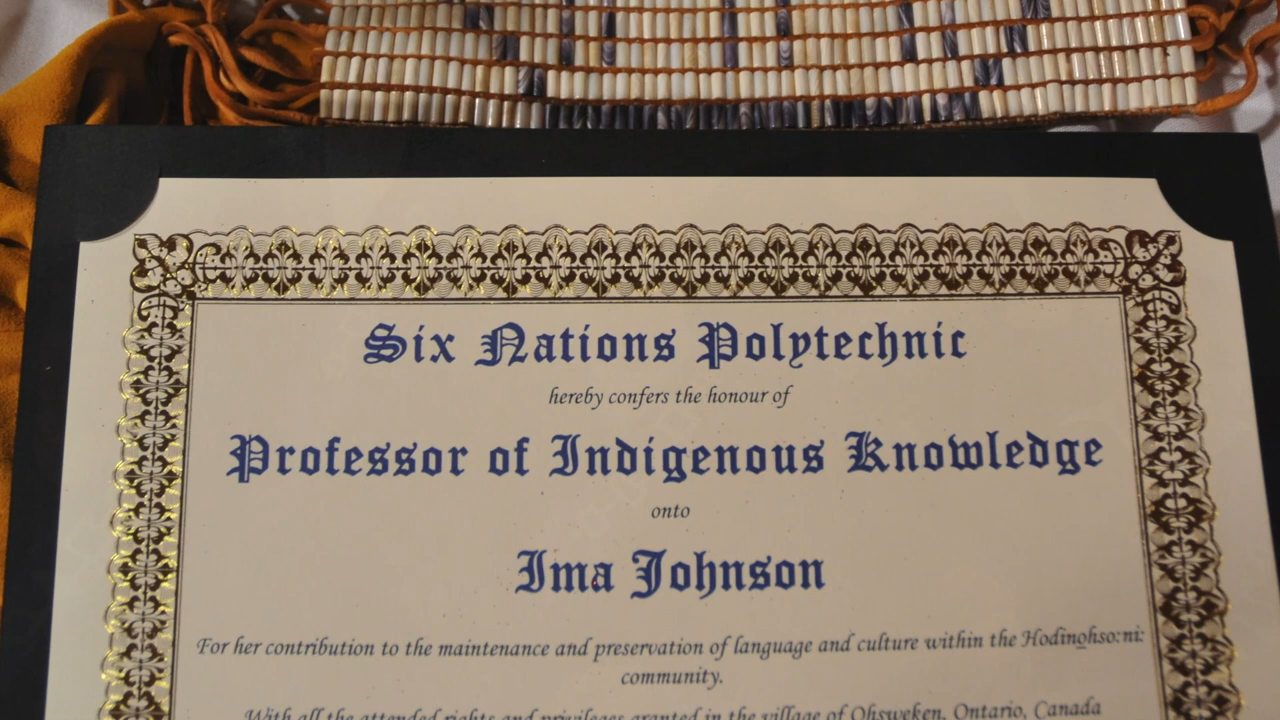 Six Nations Polytechnic
hereby confers the honour of
Professor of Indigenous Knowledge
onto
Ima Johnson
For her contribution to the maintenance and preservation of language and culture within the Hodino̱hso:ni:
community.
With all the attended rights and privileges granted in the village of Ohsweken, Ontario, Canada